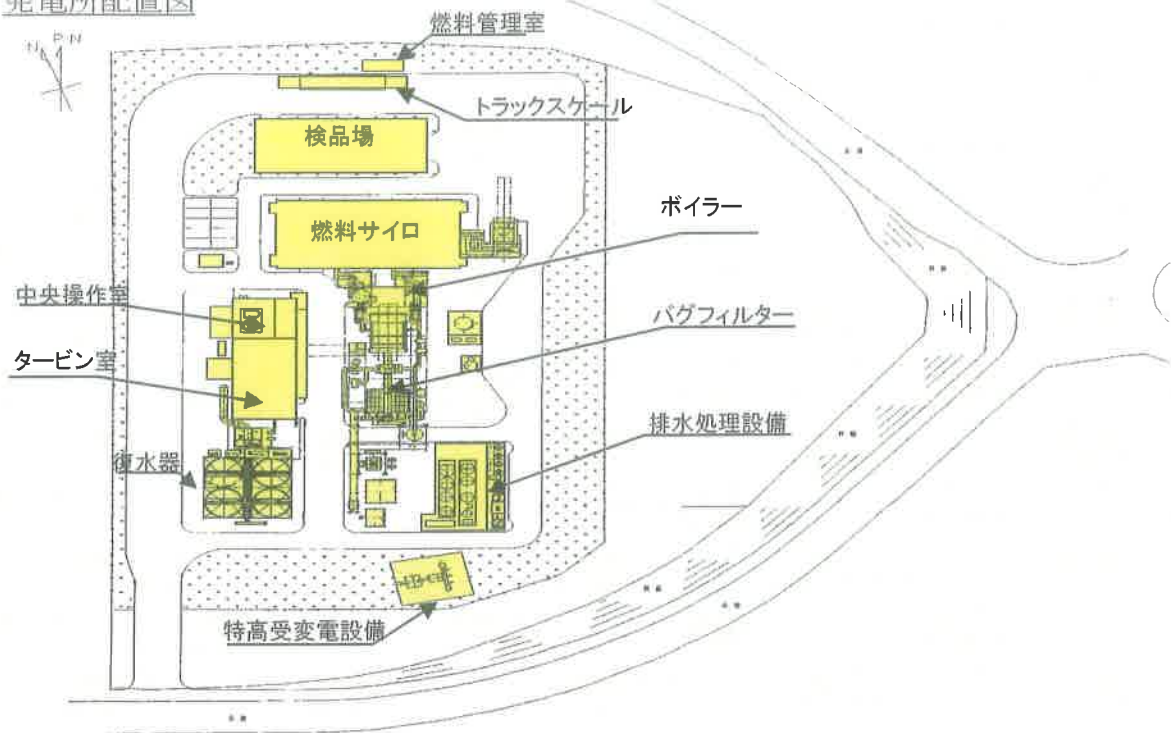 発電所配置図
N
P N
燃料管理室
トラックスケール
検品場
燃料サイロ
ボイラー
中央操作室
バグフィルター
タービン室
排水処理設備
復水器
特高受変電設備